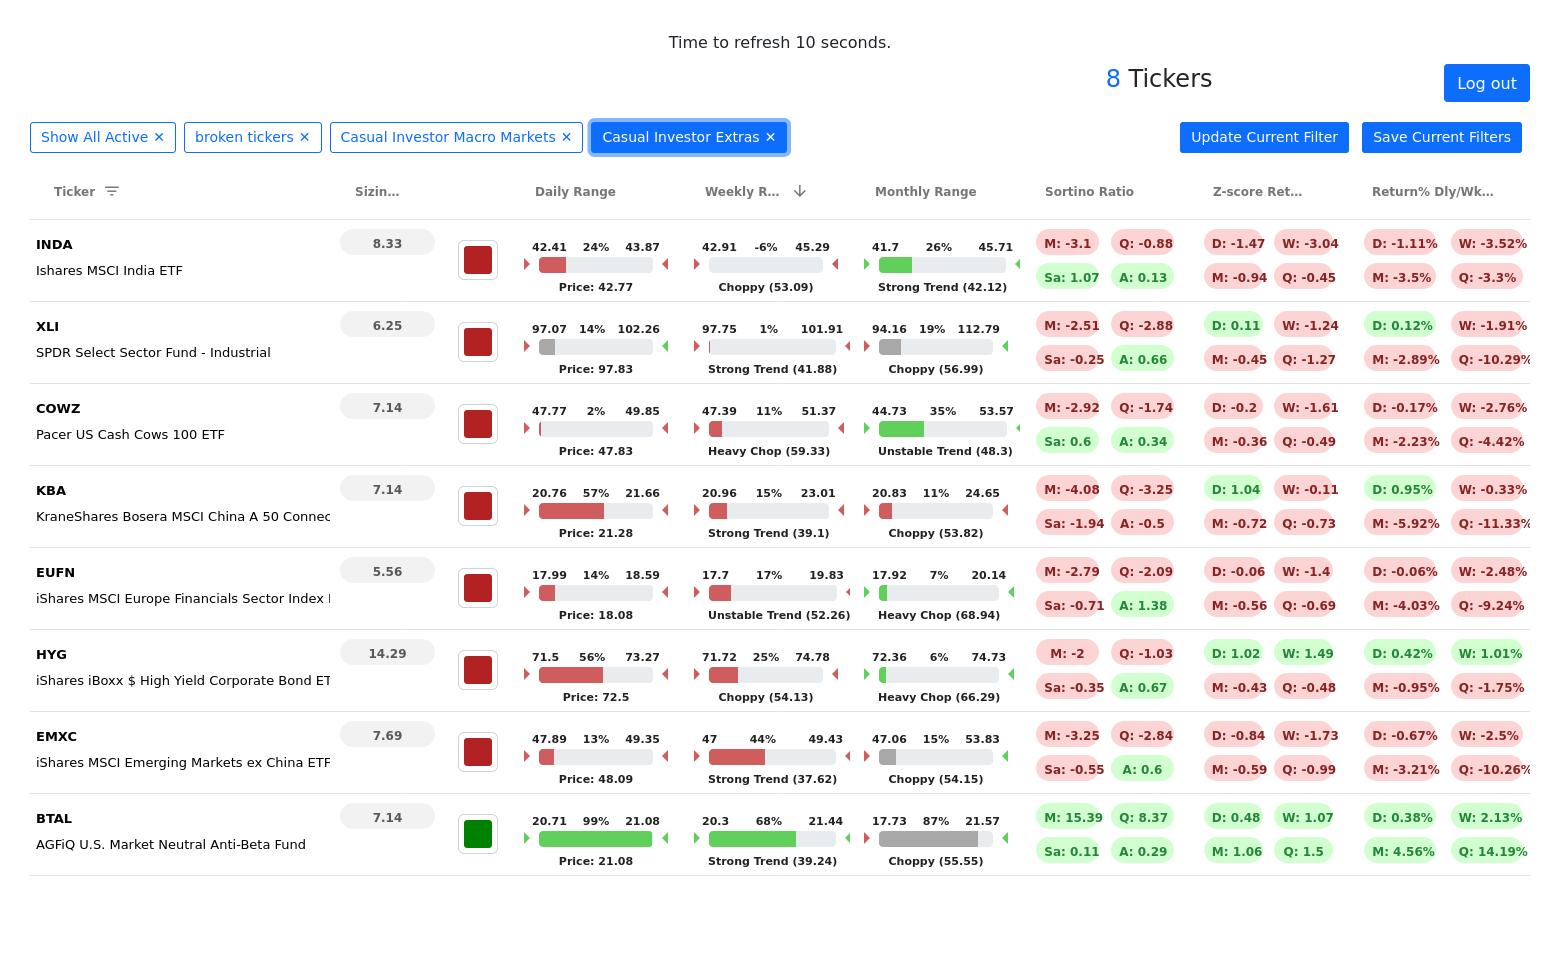 Time to refresh 10 seconds.
8 Tickers
Log out
Show All Active ✕ broken tickers ✕ Casual Investor Macro Markets ✕ Casual Investor Extras ✕ Update Current Filter Save Current Filters
Ticker Sizin... Daily Range Weekly R... Monthly Range Sortino Ratio Z-score Ret... Return% Dly/Wk...
INDA 8.33 42.41 24% 43.87 42.91 -6% 45.29 41.7 26% 45.71 M: -3.1 Q: -0.88 D: -1.47 W: -3.04 D: -1.11% W: -3.52%
Ishares MSCI India ETF Price: 42.77 Choppy (53.09) Strong Trend (42.12) Sa: 1.07 A: 0.13 M: -0.94 Q: -0.45 M: -3.5% Q: -3.3%
XLI 6.25 97.07 14% 102.26 97.75 1% 101.91 94.16 19% 112.79 M: -2.51 Q: -2.88 D: 0.11 W: -1.24 D: 0.12% W: -1.91%
SPDR Select Sector Fund - Industrial Price: 97.83 Strong Trend (41.88) Choppy (56.99) Sa: -0.25 A: 0.66 M: -0.45 Q: -1.27 M: -2.89% Q: -10.29%
COWZ 7.14 47.77 2% 49.85 47.39 11% 51.37 44.73 35% 53.57 M: -2.92 Q: -1.74 D: -0.2 W: -1.61 D: -0.17% W: -2.76%
Pacer US Cash Cows 100 ETF Price: 47.83 Heavy Chop (59.33) Unstable Trend (48.3) Sa: 0.6 A: 0.34 M: -0.36 Q: -0.49 M: -2.23% Q: -4.42%
KBA 7.14 20.76 57% 21.66 20.96 15% 23.01 20.83 11% 24.65 M: -4.08 Q: -3.25 D: 1.04 W: -0.11 D: 0.95% W: -0.33%
KraneShares Bosera MSCI China A 50 Connec Price: 21.28 Strong Trend (39.1) Choppy (53.82) Sa: -1.94 A: -0.5 M: -0.72 Q: -0.73 M: -5.92% Q: -11.33%
EUFN 5.56 17.99 14% 18.59 17.7 17% 19.83 17.92 7% 20.14 M: -2.79 Q: -2.09 D: -0.06 W: -1.4 D: -0.06% W: -2.48%
iShares MSCI Europe Financials Sector Index Price: 18.08 Unstable Trend (52.26) Heavy Chop (68.94) Sa: -0.71 A: 1.38 M: -0.56 Q: -0.69 M: -4.03% Q: -9.24%
HYG 14.29 71.5 56% 73.27 71.72 25% 74.78 72.36 6% 74.73 M: -2 Q: -1.03 D: 1.02 W: 1.49 D: 0.42% W: 1.01%
iShares iBoxx $ High Yield Corporate Bond ET Price: 72.5 Choppy (54.13) Heavy Chop (66.29) Sa: -0.35 A: 0.67 M: -0.43 Q: -0.48 M: -0.95% Q: -1.75%
EMXC 7.69 47.89 13% 49.35 47 44% 49.43 47.06 15% 53.83 M: -3.25 Q: -2.84 D: -0.84 W: -1.73 D: -0.67% W: -2.5%
iShares MSCI Emerging Markets ex China ETF Price: 48.09 Strong Trend (37.62) Choppy (54.15) Sa: -0.55 A: 0.6 M: -0.59 Q: -0.99 M: -3.21% Q: -10.26%
BTAL 7.14 20.71 99% 21.08 20.3 68% 21.44 17.73 87% 21.57 M: 15.39 Q: 8.37 D: 0.48 W: 1.07 D: 0.38% W: 2.13%
AGFiQ U.S. Market Neutral Anti-Beta Fund Price: 21.08 Strong Trend (39.24) Choppy (55.55) Sa: 0.11 A: 0.29 M: 1.06 Q: 1.5 M: 4.56% Q: 14.19%